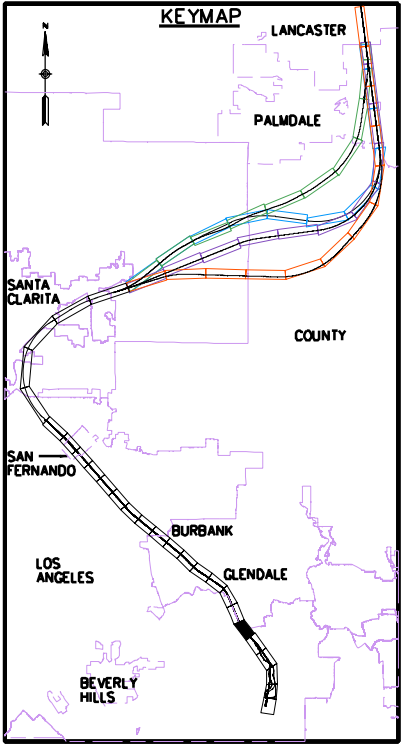 KEYMAP
LANCASTER
N
PALMDALE
SANTA
CLARITA
COUNTY
SAN
FERNANDO
BURBANK
LOS
ANGELES
GLENDALE
BEVERLY
HILLS